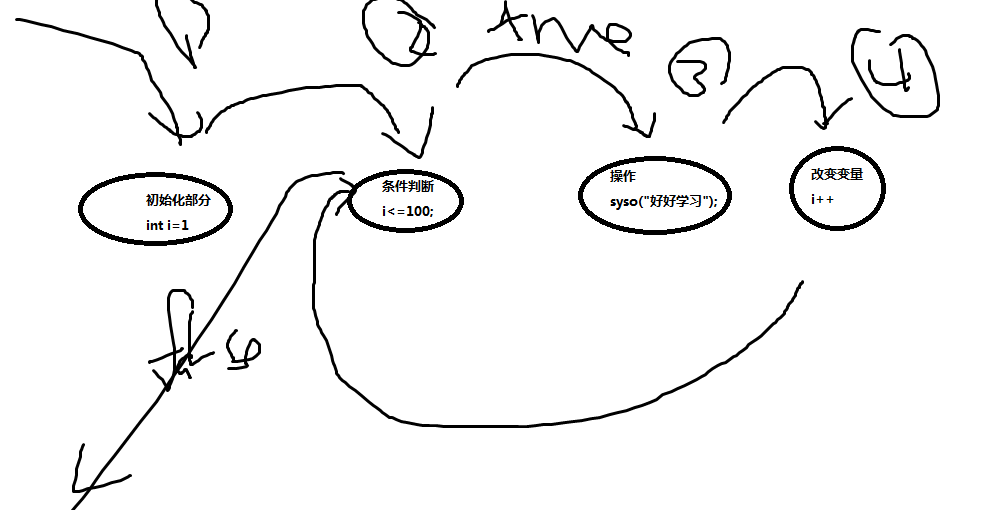 1
2
true
3
4
初始化部分
int i=1
条件判断
i<=100;
操作
syso("好好学习");
改变变量
i++